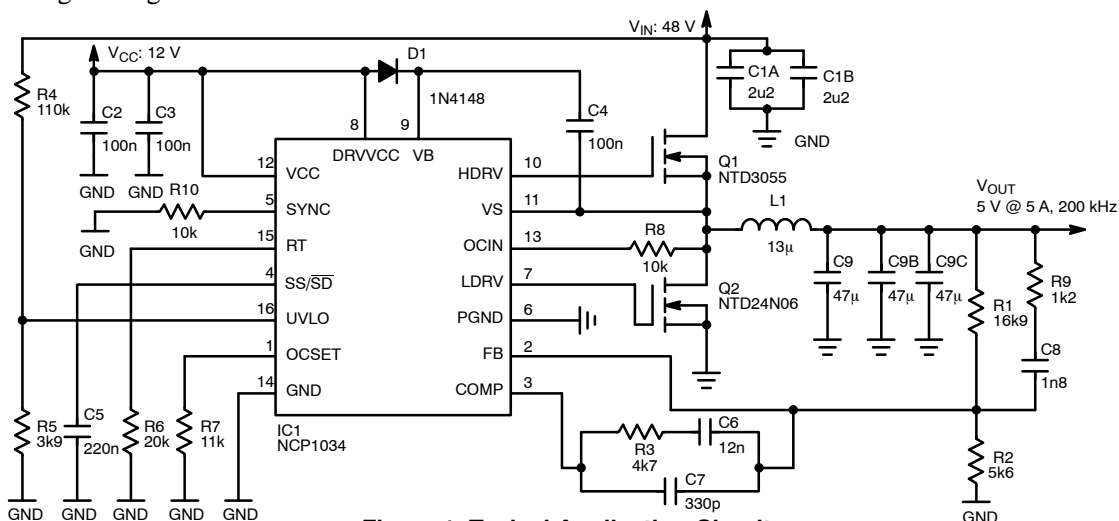 V_IN: 48 V
V_CC: 12 V
D1
1N4148
R4
110k
C2
100n
C3
100n
C4
100n
C1A
2u2
C1B
2u2
GND
GND
GND
8
9
DRVVCC
VB
12
VCC
HDRV
10
Q1
NTD3055
R10
10k
GND
5
SYNC
VS
11
15
RT
OCIN
13
R8
10k
L1
13µ
V_OUT
5 V @ 5 A, 200 kHz
4
SS/SD
LDRV
7
Q2
NTD24N06
16
UVLO
PGND
6
1
OCSET
FB
2
14
GND
COMP
3
C9
47µ
C9B
47µ
C9C
47µ
R1
16k9
R9
1k2
C8
1n8
IC1
NCP1034
R5
3k9
C5
220n
R6
20k
R7
11k
R3
4k7
C6
12n
C7
330p
R2
5k6
GND
GND
GND
GND
GND
GND